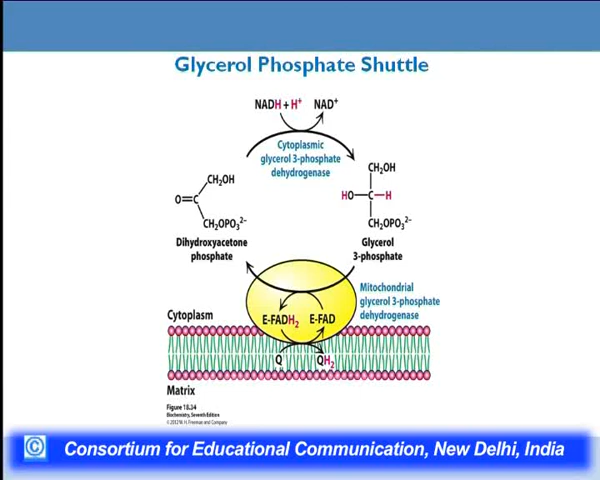 Glycerol Phosphate Shuttle
NADH + H⁺ NAD⁺
Cytoplasmic
glycerol 3-phosphate
dehydrogenase
CH₂OH
O=C
CH₂OPO₃²⁻
Dihydroxyacetone
phosphate
CH₂OH
HO—C—H
CH₂OPO₃²⁻
Glycerol
3-phosphate
Mitochondrial
glycerol 3-phosphate
dehydrogenase
E-FADH₂ E-FAD
Cytoplasm
Q QH₂
Matrix
Figure 18.34
Biochemistry, Seventh Edition
© 2012 W. H. Freeman and Company
© Consortium for Educational Communication, New Delhi, India